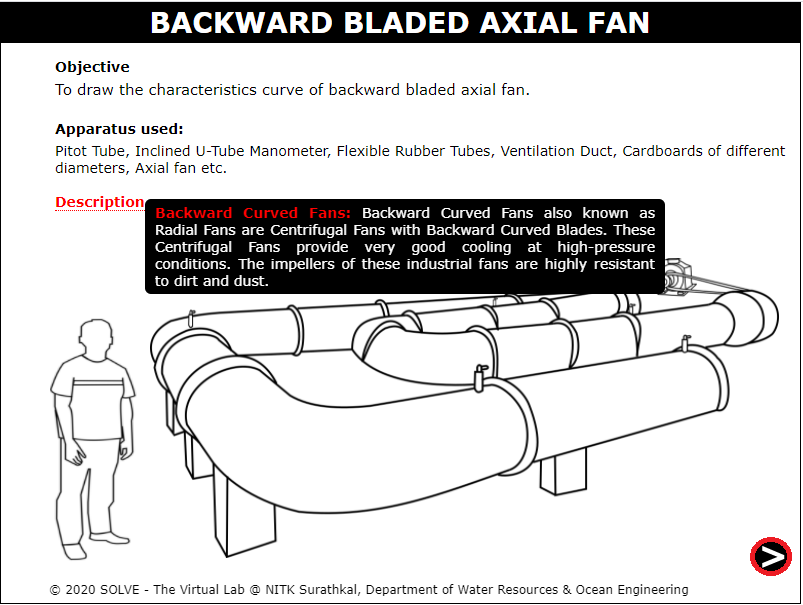 BACKWARD BLADED AXIAL FAN
Objective
To draw the characteristics curve of backward bladed axial fan.
Apparatus used:
Pitot Tube, Inclined U-Tube Manometer, Flexible Rubber Tubes, Ventilation Duct, Cardboards of different
diameters, Axial fan etc.
Description
Backward Curved Fans: Backward Curved Fans also known as
Radial Fans are Centrifugal Fans with Backward Curved Blades. These
Centrifugal Fans provide very good cooling at high-pressure
conditions. The impellers of these industrial fans are highly resistant
to dirt and dust.
© 2020 SOLVE - The Virtual Lab @ NITK Surathkal, Department of Water Resources & Ocean Engineering